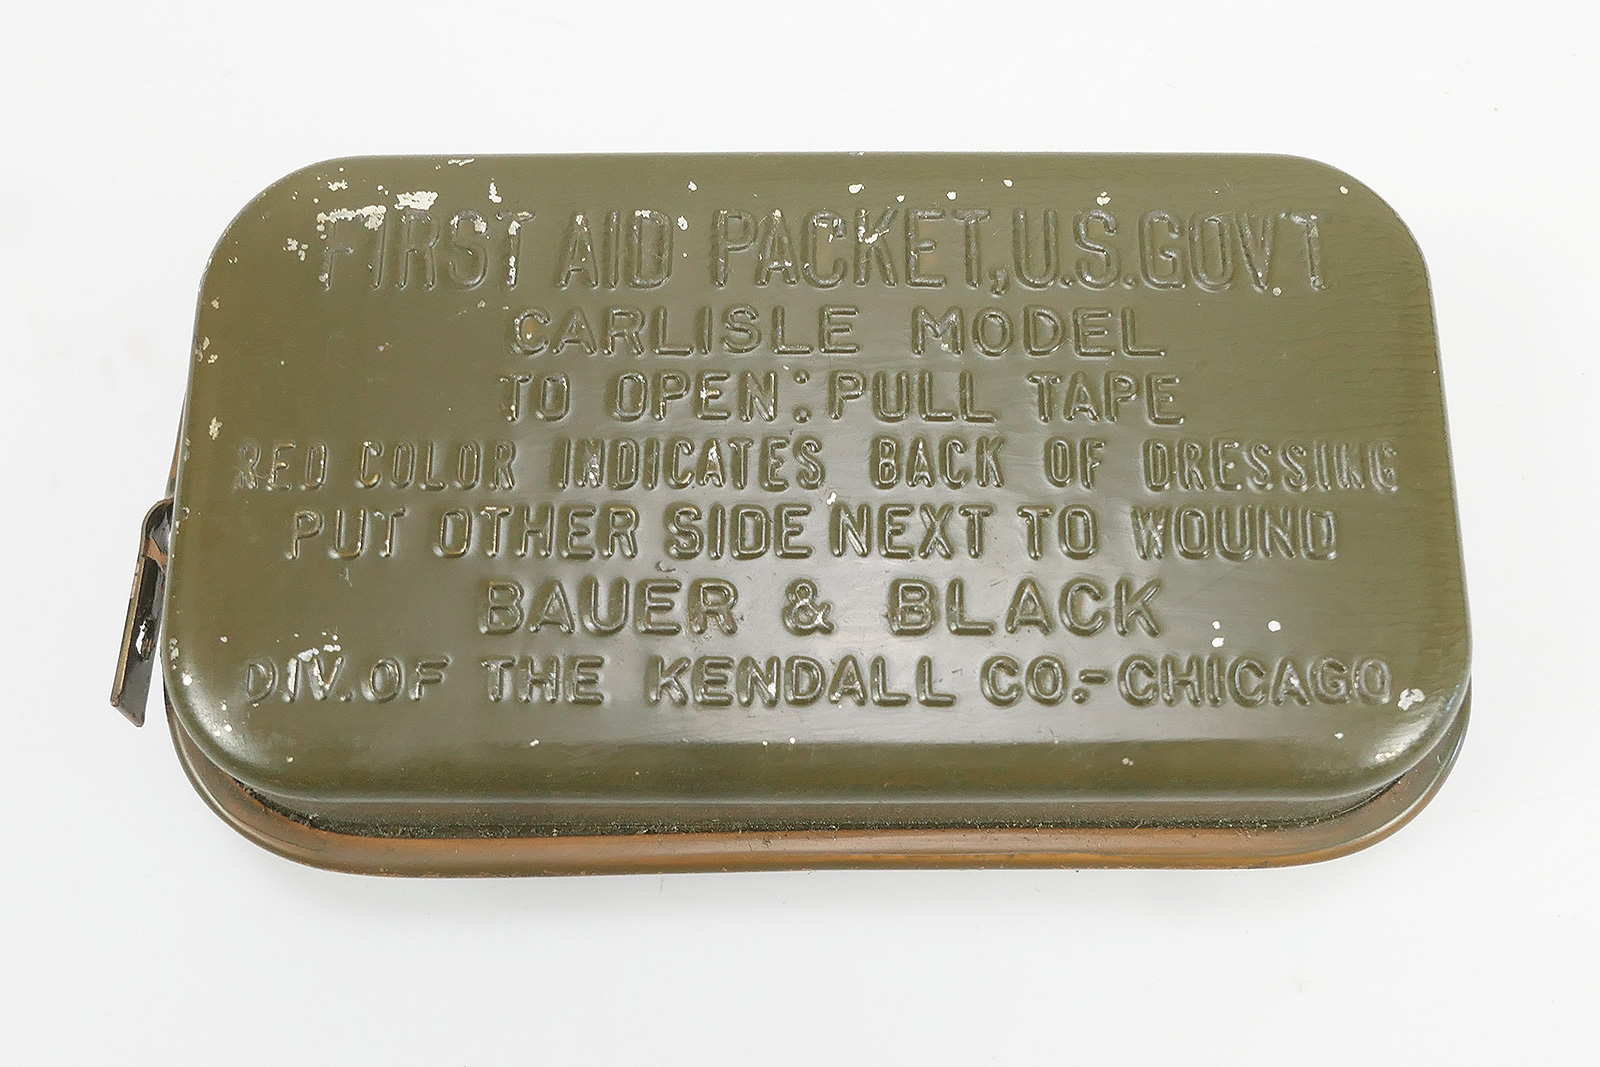 FIRST AID PACKET, U.S. GOV'T
CARLISLE MODEL
TO OPEN: PULL TAPE
RED COLOR INDICATES BACK OF DRESSING
PUT OTHER SIDE NEXT TO WOUND
BAUER & BLACK
DIV. OF THE KENDALL CO.-CHICAGO